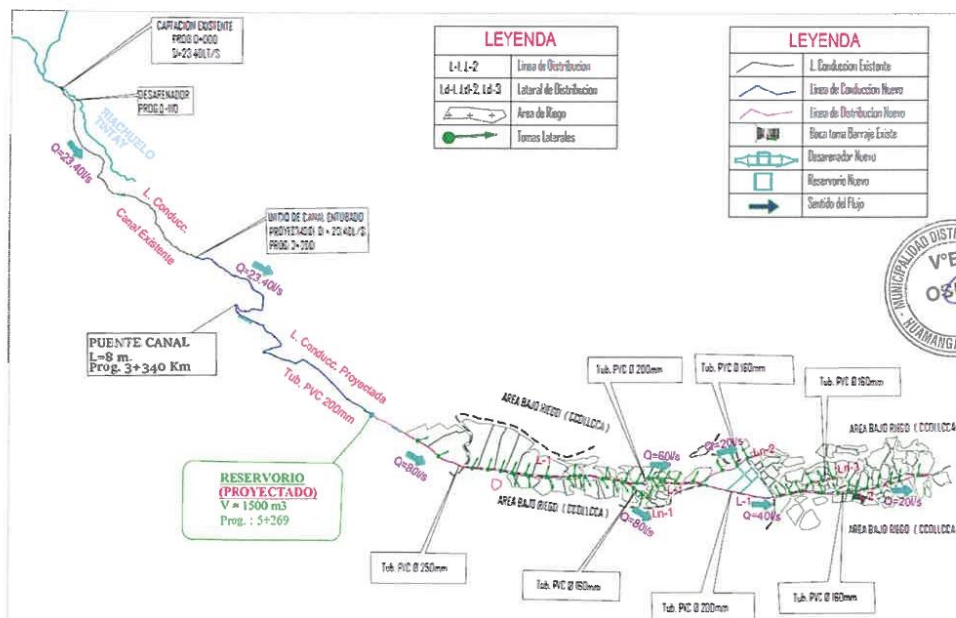 CAPTACION EXISTENTE
PROG.0+000
Q=23.40LT/S
DESARENADOR
PROG.0+110
RIACHUELO
TINTAY
Q=23.40l/s
L. Conducc.
Canal Existente
INICIO DE CANAL ENTUBADO
PROYECTADO: Q = 23.40LT/S.
Q=23.40l/s
PUENTE CANAL
L=8 m.
Prog. 3+340 Km
L. Conducc. Proyectada
Tub. PVC 200mm
RESERVORIO
(PROYECTADO)
V = 1500 m3
Prog. : 5+269
LEYENDA
L-1, L-2 Linea de Distribucion
Ld-1, Ld-2, Ld-3 Lateral de Distribucion
Area de Riego
Tomas Laterales
LEYENDA
L. Conduccion Existente
Linea de Conduccion Nuevo
Linea de Distribucion Nuevo
Boca toma Barraje Existe
Desarenador Nuevo
Reservorio Nuevo
Sentido del Flujo
MUNICIPALIDAD DISTR
V°B
HUAMANG
Tub. PVC Ø 200mm
Tub. PVC Ø 160mm
Tub. PVC Ø 160mm
AREA BAJO RIEGO ( CCOLLCCA)
AREA BAJO RIEGO ( CCOLLCCA
Q=80l/s
L-1
Q=60l/s
Q=20l/s
Ln-2
Ln-3
L-1
Q=80l/s
Ln-1
L-1
Q=40l/s
Q=20l/s
AREA BAJO RIEGO (CCOLLCCA)
AREA BAJO RIEGO ( CCOLLCCA
Tub. PVC Ø 250mm
Tub. PVC Ø 160mm
Tub. PVC Ø 200mm
Tub. PVC Ø 160mm